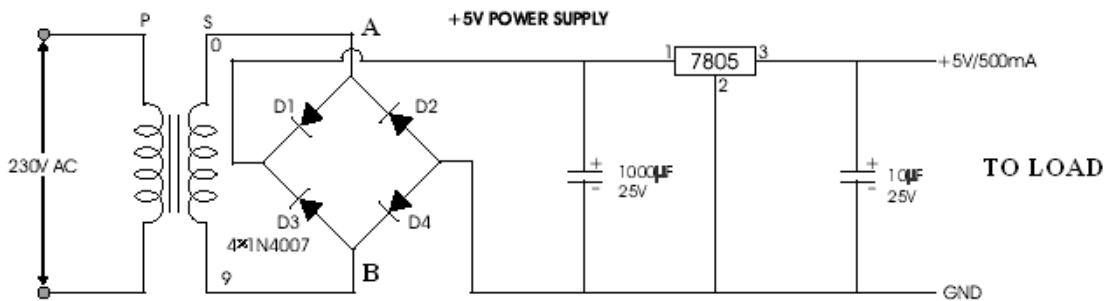 +5V POWER SUPPLY
P
S
0
A
1
7805
3
2
+5V/500mA
D1
D2
230V AC
1000µF
25V
10µF
25V
TO LOAD
D3
D4
4×1N4007
9
B
GND